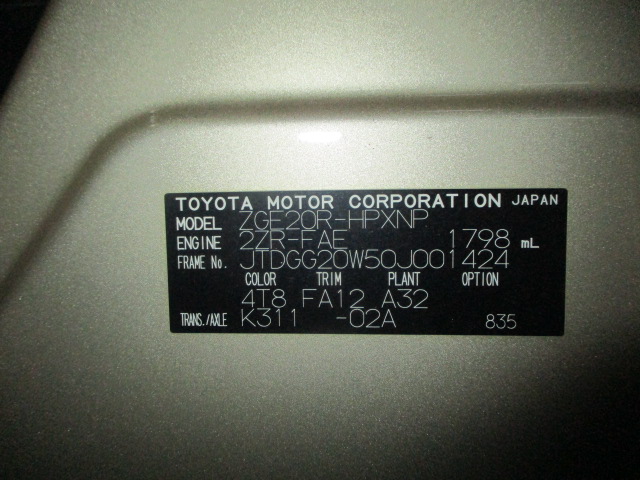 TOYOTA MOTOR CORPORATION JAPAN
MODEL ZGE20R-HPXNP
ENGINE 2ZR-FAE 1798 mL
FRAME No. JTDGG20W50J001424
COLOR TRIM PLANT OPTION
4T8 FA12 A32
TRANS./AXLE K311 -02A 835